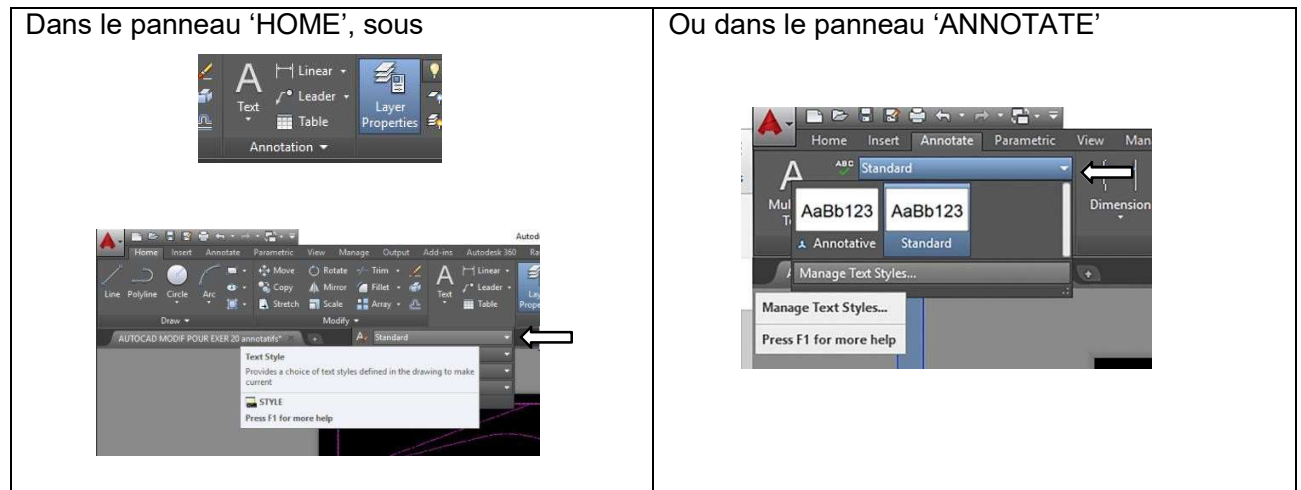 Dans le panneau ‘HOME’, sous
Text
Linear
Leader
Table
Layer
Properties
Annotation
Home Insert Annotate Parametric View Manage Output Add-ins Autodesk 360
Line Polyline Circle Arc
Move Rotate Trim
Copy Mirror Fillet
Stretch Scale Array
Text
Linear
Leader
Table
Draw Modify
AUTOCAD MODIF POUR EXER 20 annotatifs*
Standard
Text Style
Provides a choice of text styles defined in the drawing to make
current
STYLE
Press F1 for more help
Ou dans le panneau ‘ANNOTATE’
Home Insert Annotate Parametric View
ABC Standard
AaBb123 AaBb123
Annotative Standard
Dimension
Manage Text Styles...
Manage Text Styles...
Press F1 for more help